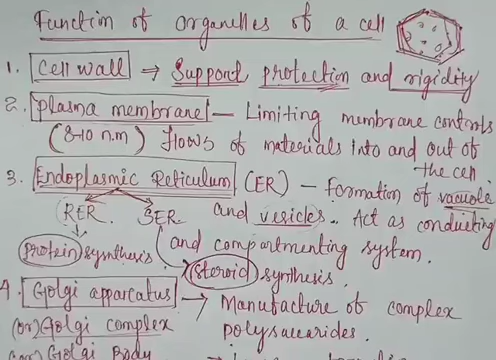 Function of organelles of a cell
1. Cell wall → Support protection and rigidity
2. Plasma membrane — Limiting membrane controls
(8-10 n.m) flows of materials into and out of
the cell
3. Endoplasmic Reticulum (ER) — Formation of vacuole
RER SER and vesicles. Act as conducting
protein synthesis and compartmenting system.
steroid synthesis.
4. Golgi apparatus → Manufacture of complex
(or) Golgi complex polysaccarides.
(or) Golgi Body →